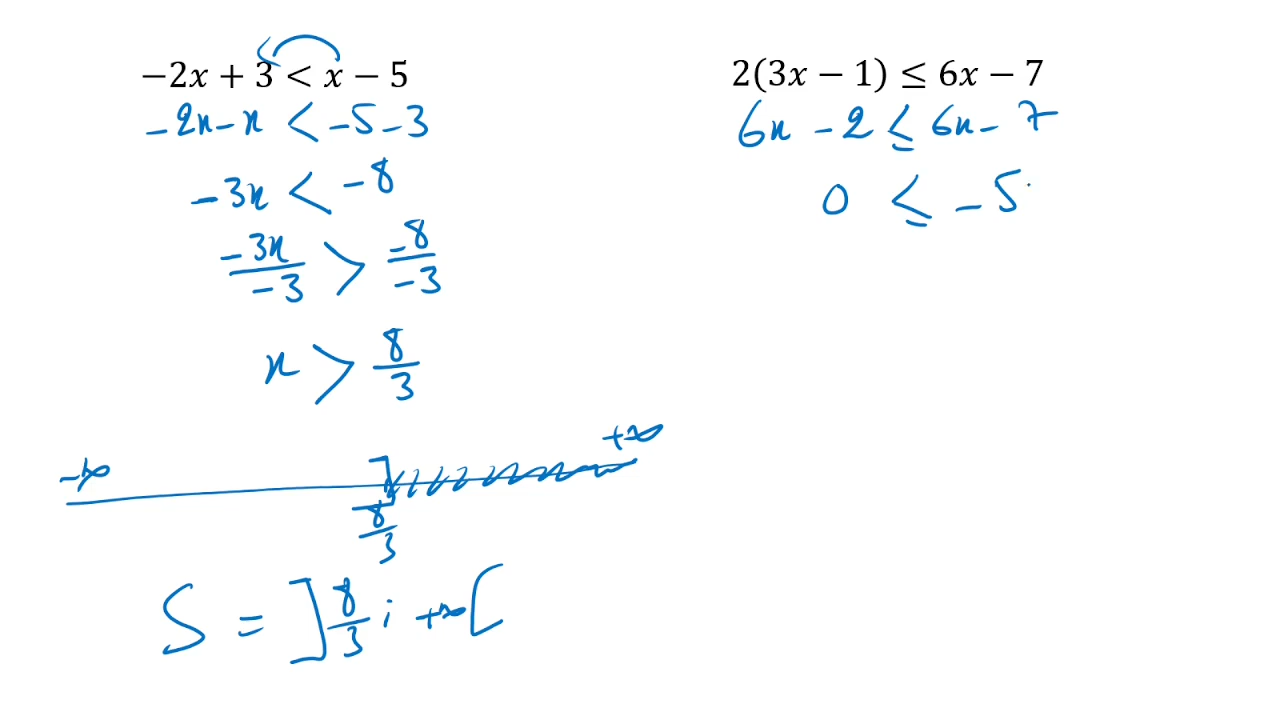 −2x + 3 < x − 5
-2x-x < -5-3
-3x < -8
-3x/-3 > -8/-3
x > 8/3
-∞ ] 8/3 +∞
S = ]8/3 ; +∞[
2(3x − 1) ≤ 6x − 7
6x - 2 ≤ 6x - 7
0 ≤ -5